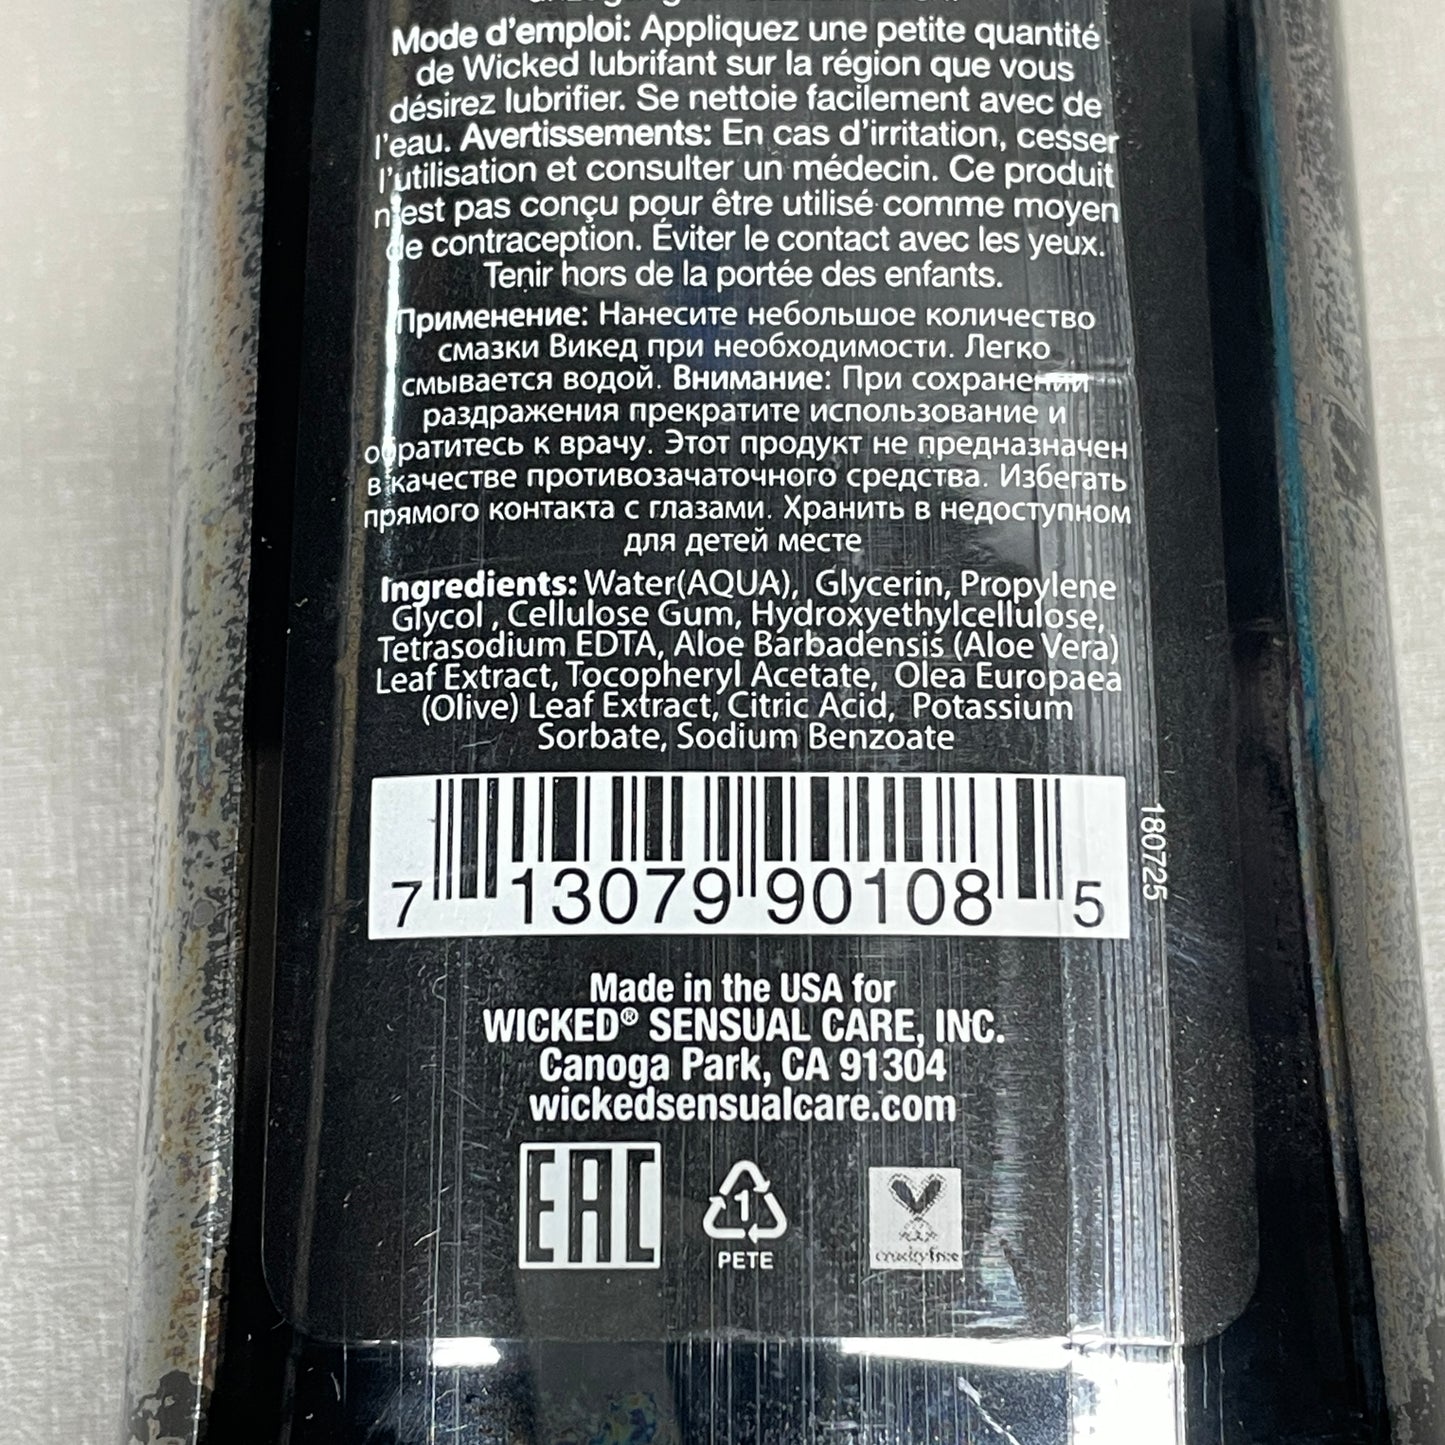 Mode d'emploi: Appliquez une petite quantité
de Wicked lubrifant sur la région que vous
désirez lubrifier. Se nettoie facilement avec de
l'eau. Avertissements: En cas d'irritation, cesser
l'utilisation et consulter un médecin. Ce produit
n'est pas conçu pour être utilisé comme moyen
de contraception. Éviter le contact avec les yeux.
Tenir hors de la portée des enfants.
Применение: Нанесите небольшое количество
смазки Викед при необходимости. Легко
смывается водой. Внимание: При сохранении
раздражения прекратите использование и
обратитесь к врачу. Этот продукт не предназначен
в качестве противозачаточного средства. Избегать
прямого контакта с глазами. Хранить в недоступном
для детей месте
Ingredients: Water(AQUA), Glycerin, Propylene
Glycol , Cellulose Gum, Hydroxyethylcellulose,
Tetrasodium EDTA, Aloe Barbadensis (Aloe Vera)
Leaf Extract, Tocopheryl Acetate, Olea Europaea
(Olive) Leaf Extract, Citric Acid, Potassium
Sorbate, Sodium Benzoate
7 13079 90108 5
180725
Made in the USA for
WICKED® SENSUAL CARE, INC.
Canoga Park, CA 91304
wickedsensualcare.com
EAC
1
PETE
cruelty-free